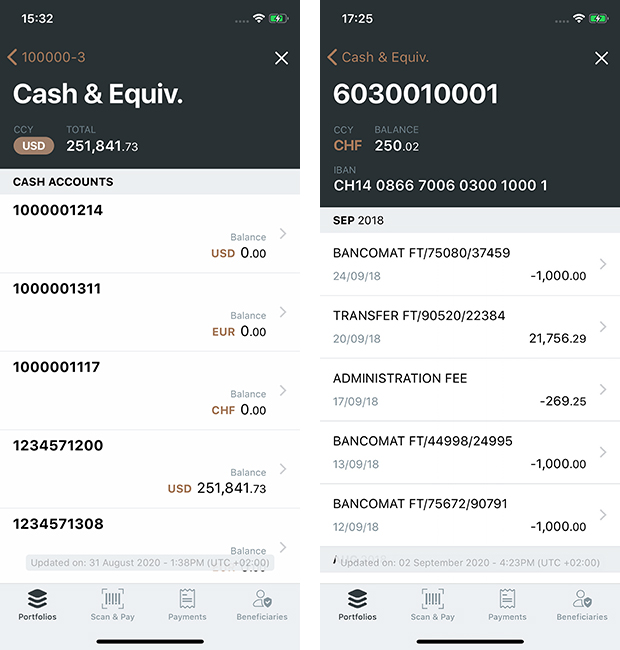 15:32
100000-3
Cash & Equiv.
CCY TOTAL
USD 251,841.73
CASH ACCOUNTS
1000001214
Balance
USD 0.00
1000001311
Balance
EUR 0.00
1000001117
Balance
CHF 0.00
1234571200
Balance
USD 251,841.73
1234571308
Balance
Updated on: 31 August 2020 - 1:38PM (UTC +02:00)
Portfolios Scan & Pay Payments Beneficiaries
17:25
Cash & Equiv.
6030010001
CCY BALANCE
CHF 250.02
IBAN
CH14 0866 7006 0300 1000 1
SEP 2018
BANCOMAT FT/75080/37459
24/09/18 -1,000.00
TRANSFER FT/90520/22384
20/09/18 21,756.29
ADMINISTRATION FEE
17/09/18 -269.25
BANCOMAT FT/44998/24995
13/09/18 -1,000.00
BANCOMAT FT/75672/90791
12/09/18 -1,000.00
Updated on: 02 September 2020 - 4:23PM (UTC +02:00)
Portfolios Scan & Pay Payments Beneficiaries